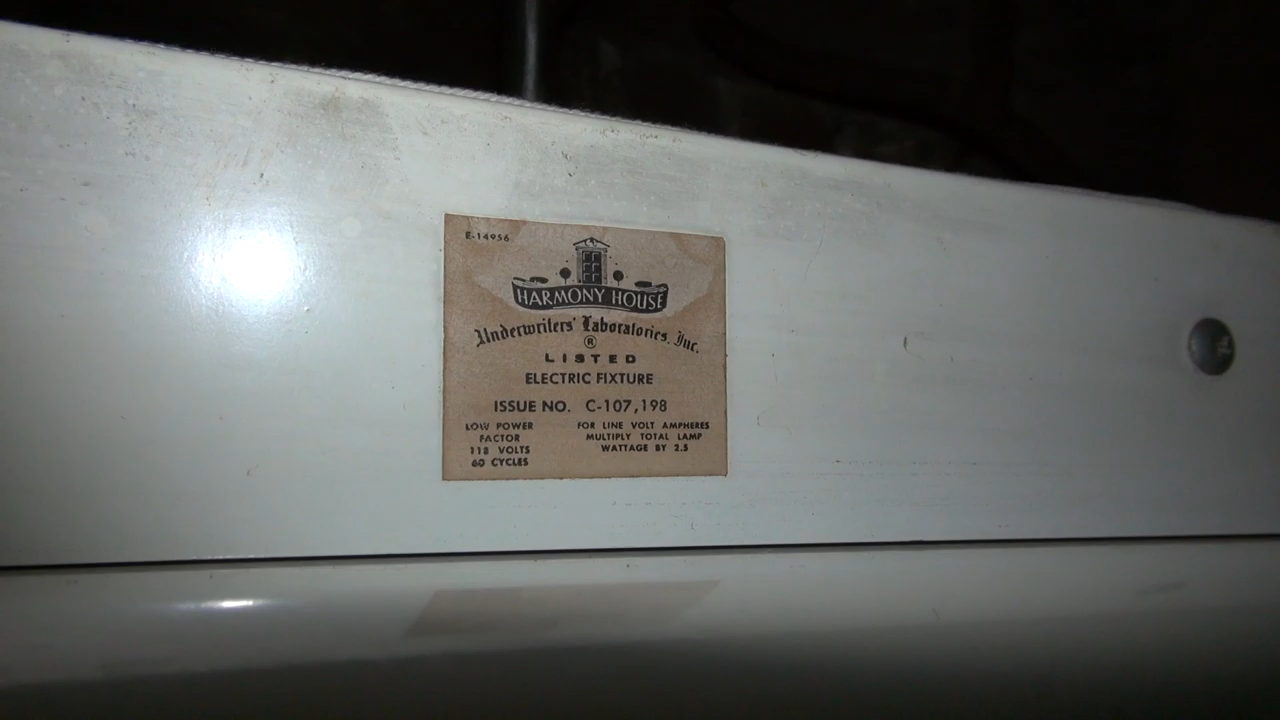 E-14956
HARMONY HOUSE
Underwriters' Laboratories, Inc.
®
LISTED
ELECTRIC FIXTURE
ISSUE NO. C-107,198
LOW POWER
FACTOR
118 VOLTS
60 CYCLES
FOR LINE VOLT AMPHERES
MULTIPLY TOTAL LAMP
WATTAGE BY 2.5